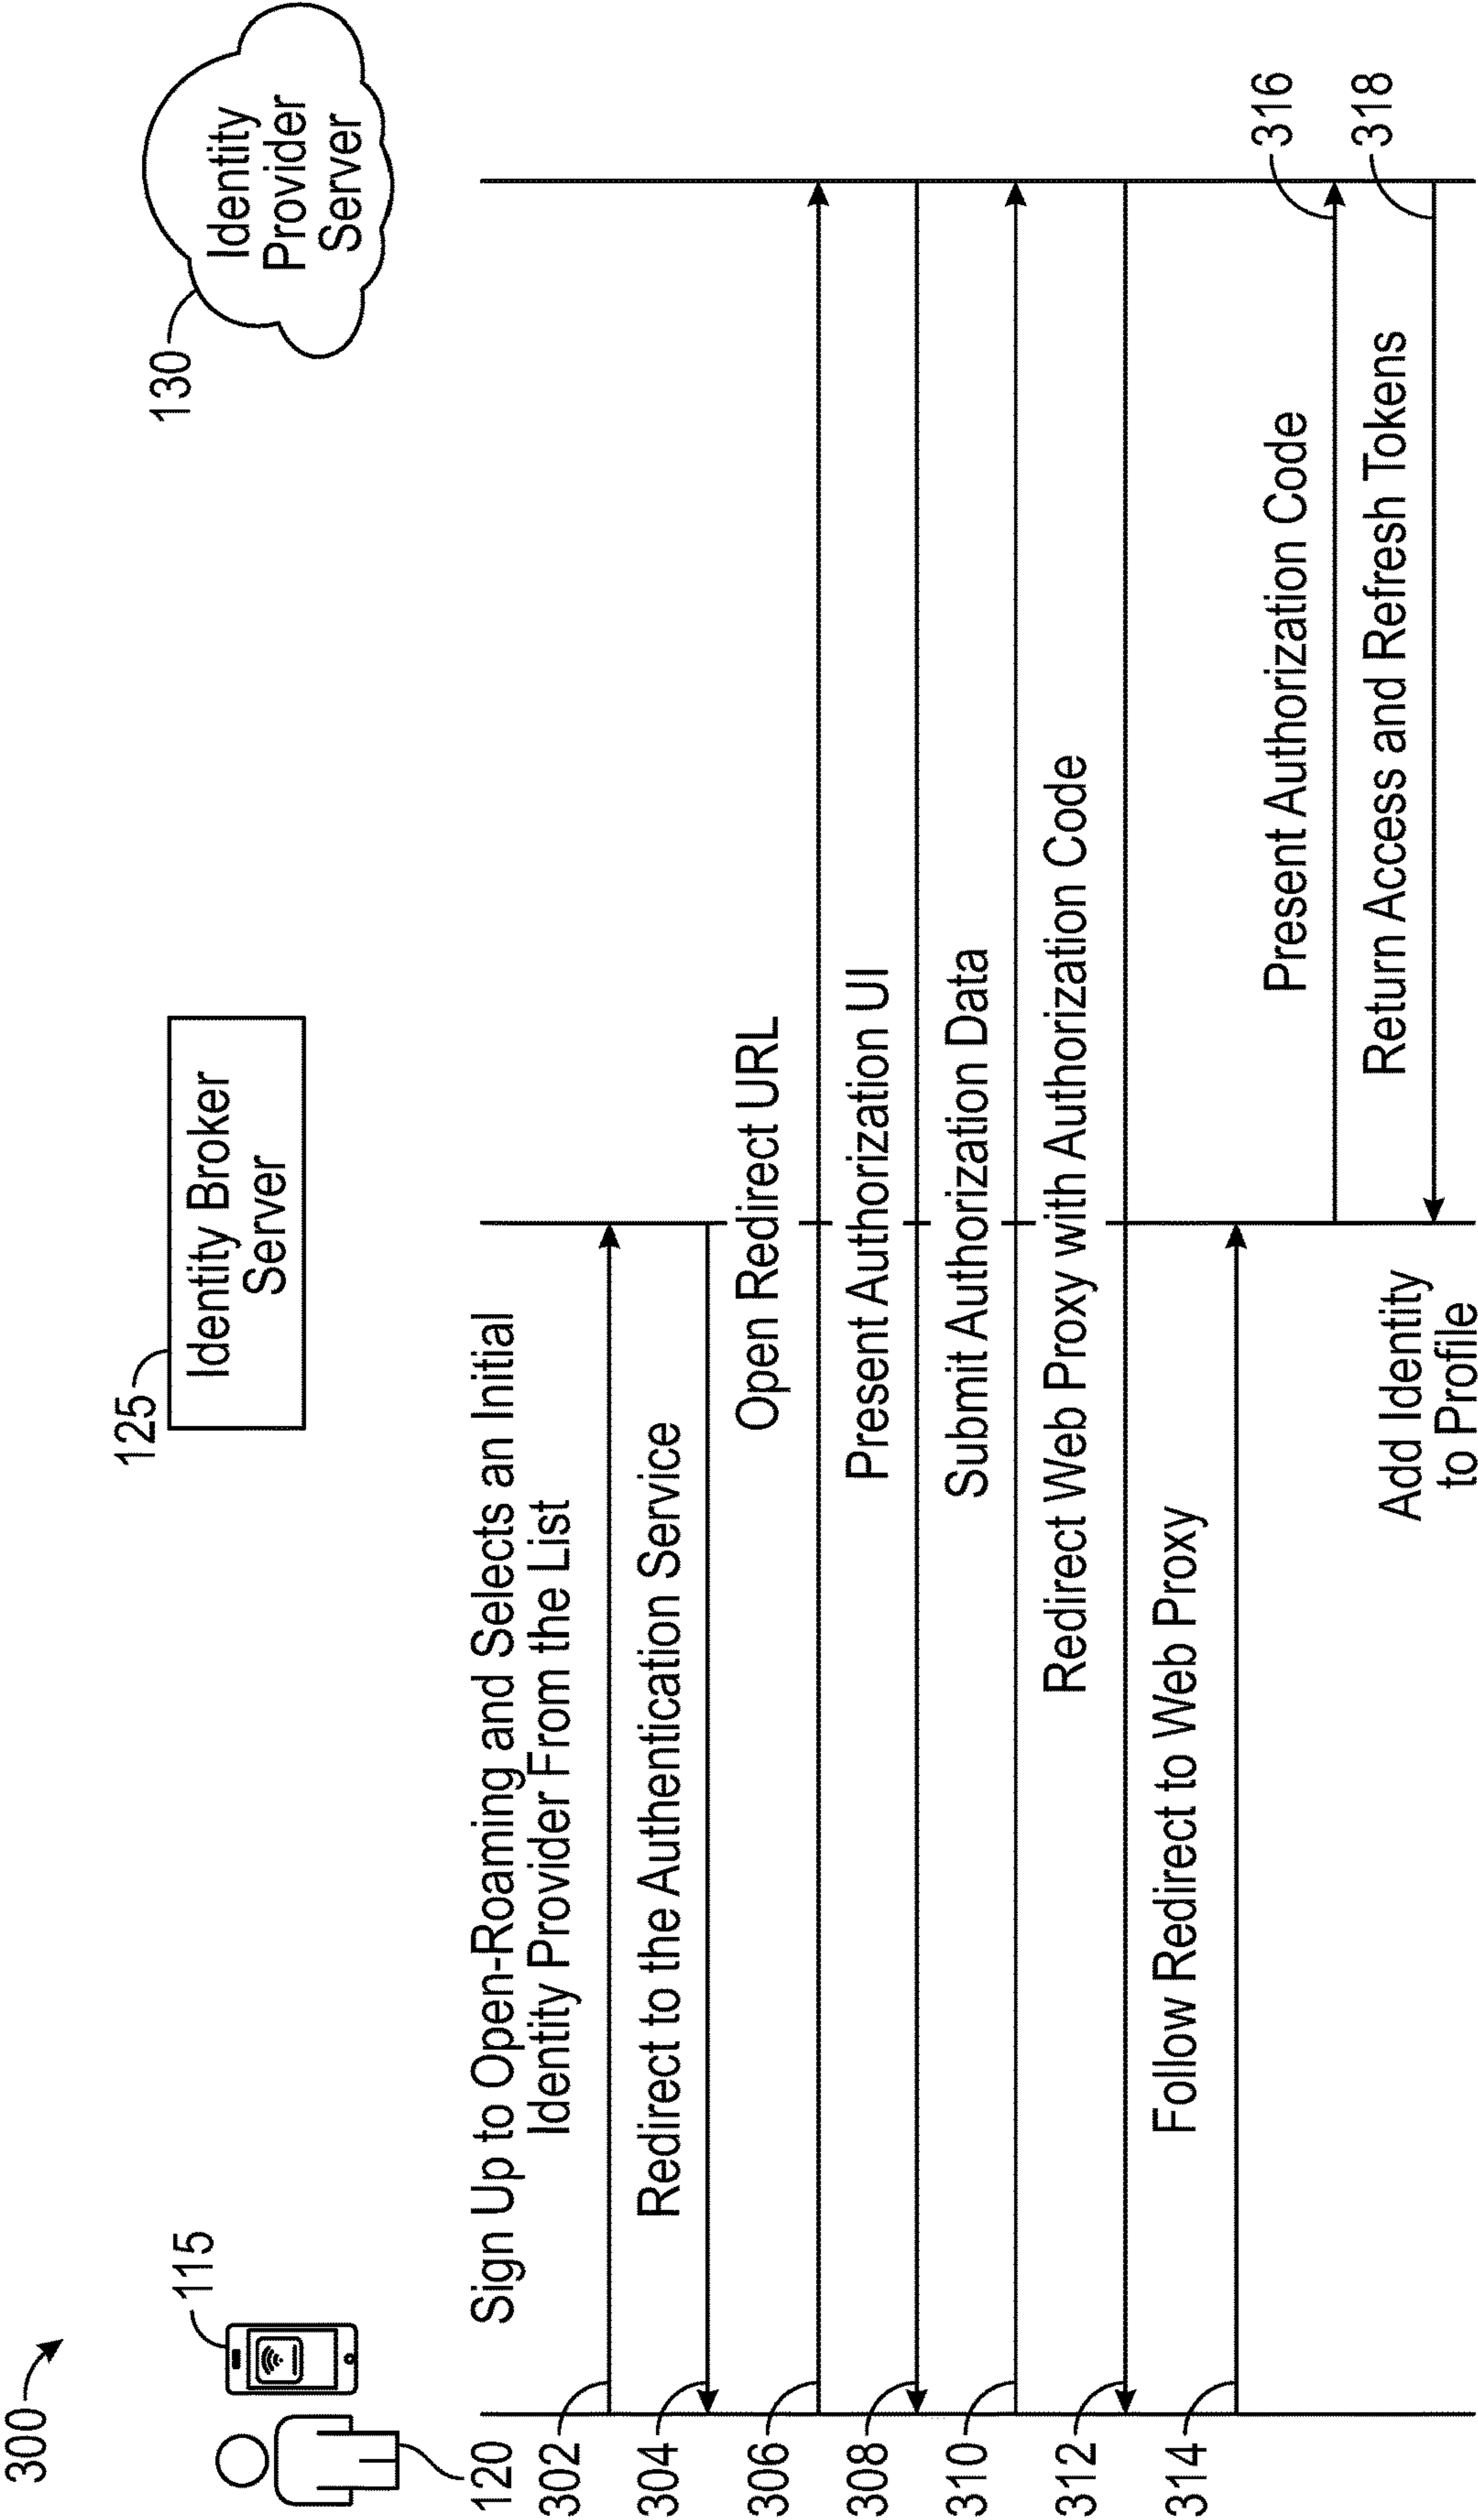 300
120
115
125
Identity Broker
Server
130
Identity
Provider
Server
Sign Up to Open-Roaming and Selects an Initial
Identity Provider From the List
302
Redirect to the Authentication Service
304
Open Redirect URL
306
Present Authorization UI
308
Submit Authorization Data
310
Redirect Web Proxy with Authorization Code
312
Follow Redirect to Web Proxy
314
Present Authorization Code
316
Return Access and Refresh Tokens
318
Add Identity
to Profile